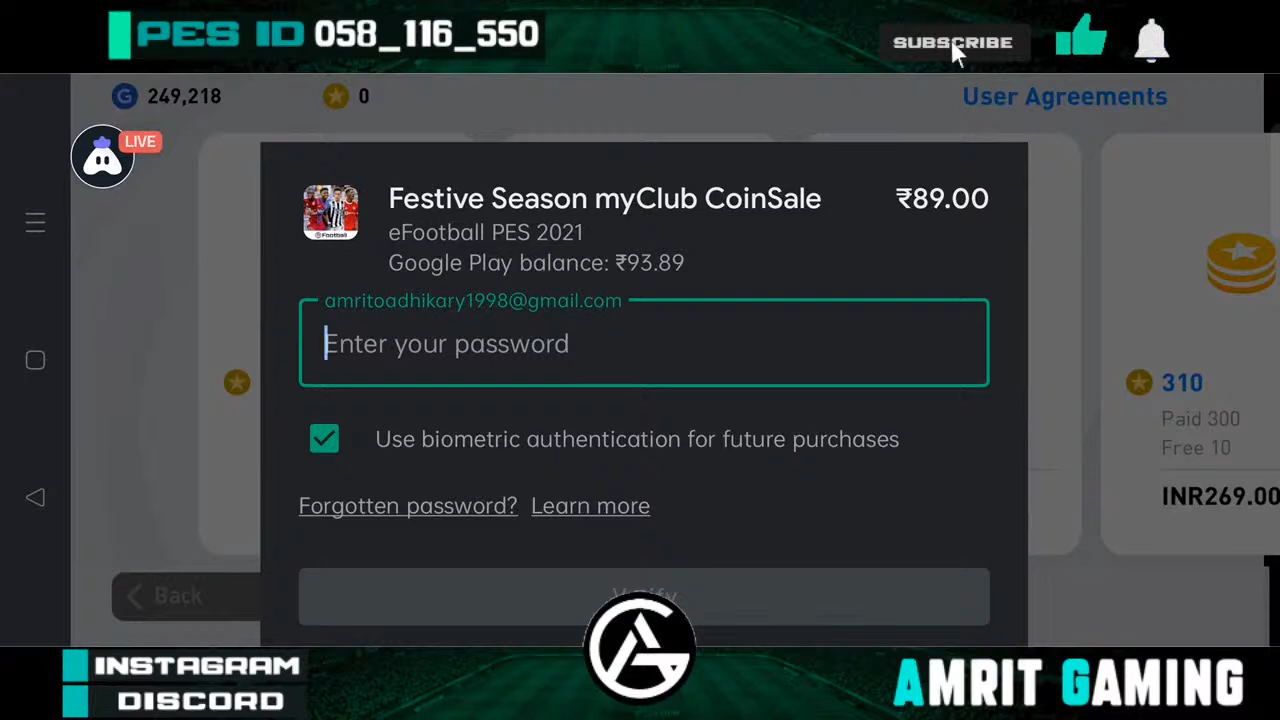 PES ID 058_116_550
SUBSCRIBE
G 249,218
0
User Agreements
LIVE
Festive Season myClub CoinSale
₹89.00
eFootball PES 2021
Google Play balance: ₹93.89
eFootball
amritoadhikary1998@gmail.com
Enter your password
310
Paid 300
Free 10
Use biometric authentication for future purchases
INR269.00
Forgotten password? Learn more
Back
Verify
INSTAGRAM
DISCORD
AMRIT GAMING